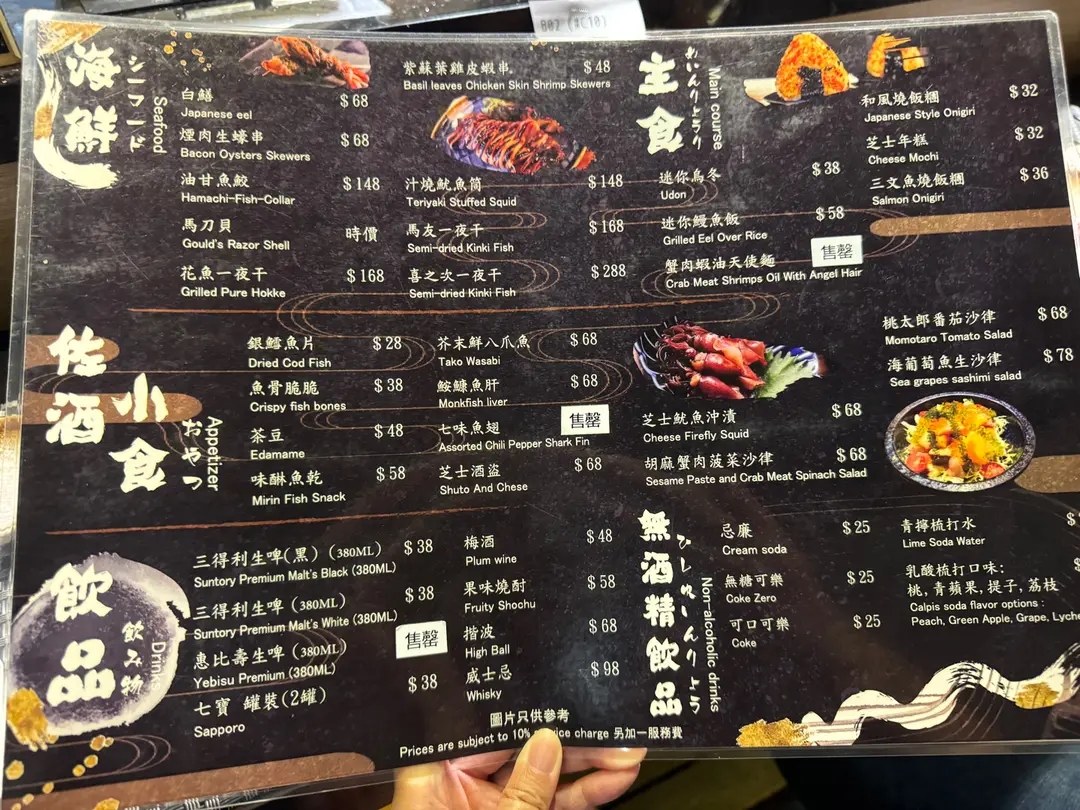 B02 (#C10)
海鮮
シーフード
Seafood
白鱔 $68
Japanese eel
煙肉生蠔串 $68
Bacon Oysters Skewers
油甘魚鮫 $148
Hamachi-Fish-Collar
馬刀貝 時價
Gould's Razor Shell
花魚一夜干 $168
Grilled Pure Hokke
紫蘇葉雞皮蝦串 $48
Basil leaves Chicken Skin Shrimp Skewers
汁燒魷魚筒 $148
Teriyaki Stuffed Squid
馬友一夜干 $168
Semi-dried Kinki Fish
喜之次一夜干 $288
Semi-dried Kinki Fish
主食
Main course
迷你烏冬 $38
Udon
迷你鰻魚飯 $58
Grilled Eel Over Rice
蟹肉蝦油天使麵 售罄
Crab Meat Shrimps Oil With Angel Hair
和風燒飯糰 $32
Japanese Style Onigiri
芝士年糕 $32
Cheese Mochi
三文魚燒飯糰 $36
Salmon Onigiri
佐酒
小食
おやつ
Appetizer
銀鱈魚片 $28
Dried Cod Fish
魚骨脆脆 $38
Crispy fish bones
茶豆 $48
Edamame
味醂魚乾 $58
Mirin Fish Snack
芥末鮮八爪魚 $68
Tako Wasabi
鮟鱇魚肝 $68
Monkfish liver
七味魚翅 售罄
Assorted Chili Pepper Shark Fin
芝士酒盜 $68
Shuto And Chese
芝士魷魚沖漬 $68
Cheese Firefly Squid
胡麻蟹肉菠菜沙律 $68
Sesame Paste and Crab Meat Spinach Salad
桃太郎番茄沙律 $68
Momotaro Tomato Salad
海葡萄魚生沙律 $78
Sea grapes sashimi salad
飲品
飲み物
Drink
三得利生啤(黑) (380ML) $38
Suntory Premium Malt's Black (380ML)
三得利生啤 (380ML) $38
Suntory Premium Malt's White (380ML)
惠比壽生啤 (380ML) 售罄
Yebisu Premium (380ML)
七寶 罐裝(2罐) $38
Sapporo
梅酒 $48
Plum wine
果味燒酎 $58
Fruity Shochu
揩波 $68
High Ball
威士忌 $98
Whisky
無酒精飲品
Non-alcoholic drinks
忌廉 $25
Cream soda
無糖可樂 $25
Coke Zero
可口可樂 $25
Coke
青擰梳打水
Lime Soda Water
乳酸梳打口味:
桃, 青蘋果, 提子, 荔枝
Calpis soda flavor options :
Peach, Green Apple, Grape, Lyche
圖片只供參考
Prices are subject to 10% charge 另加一服務費